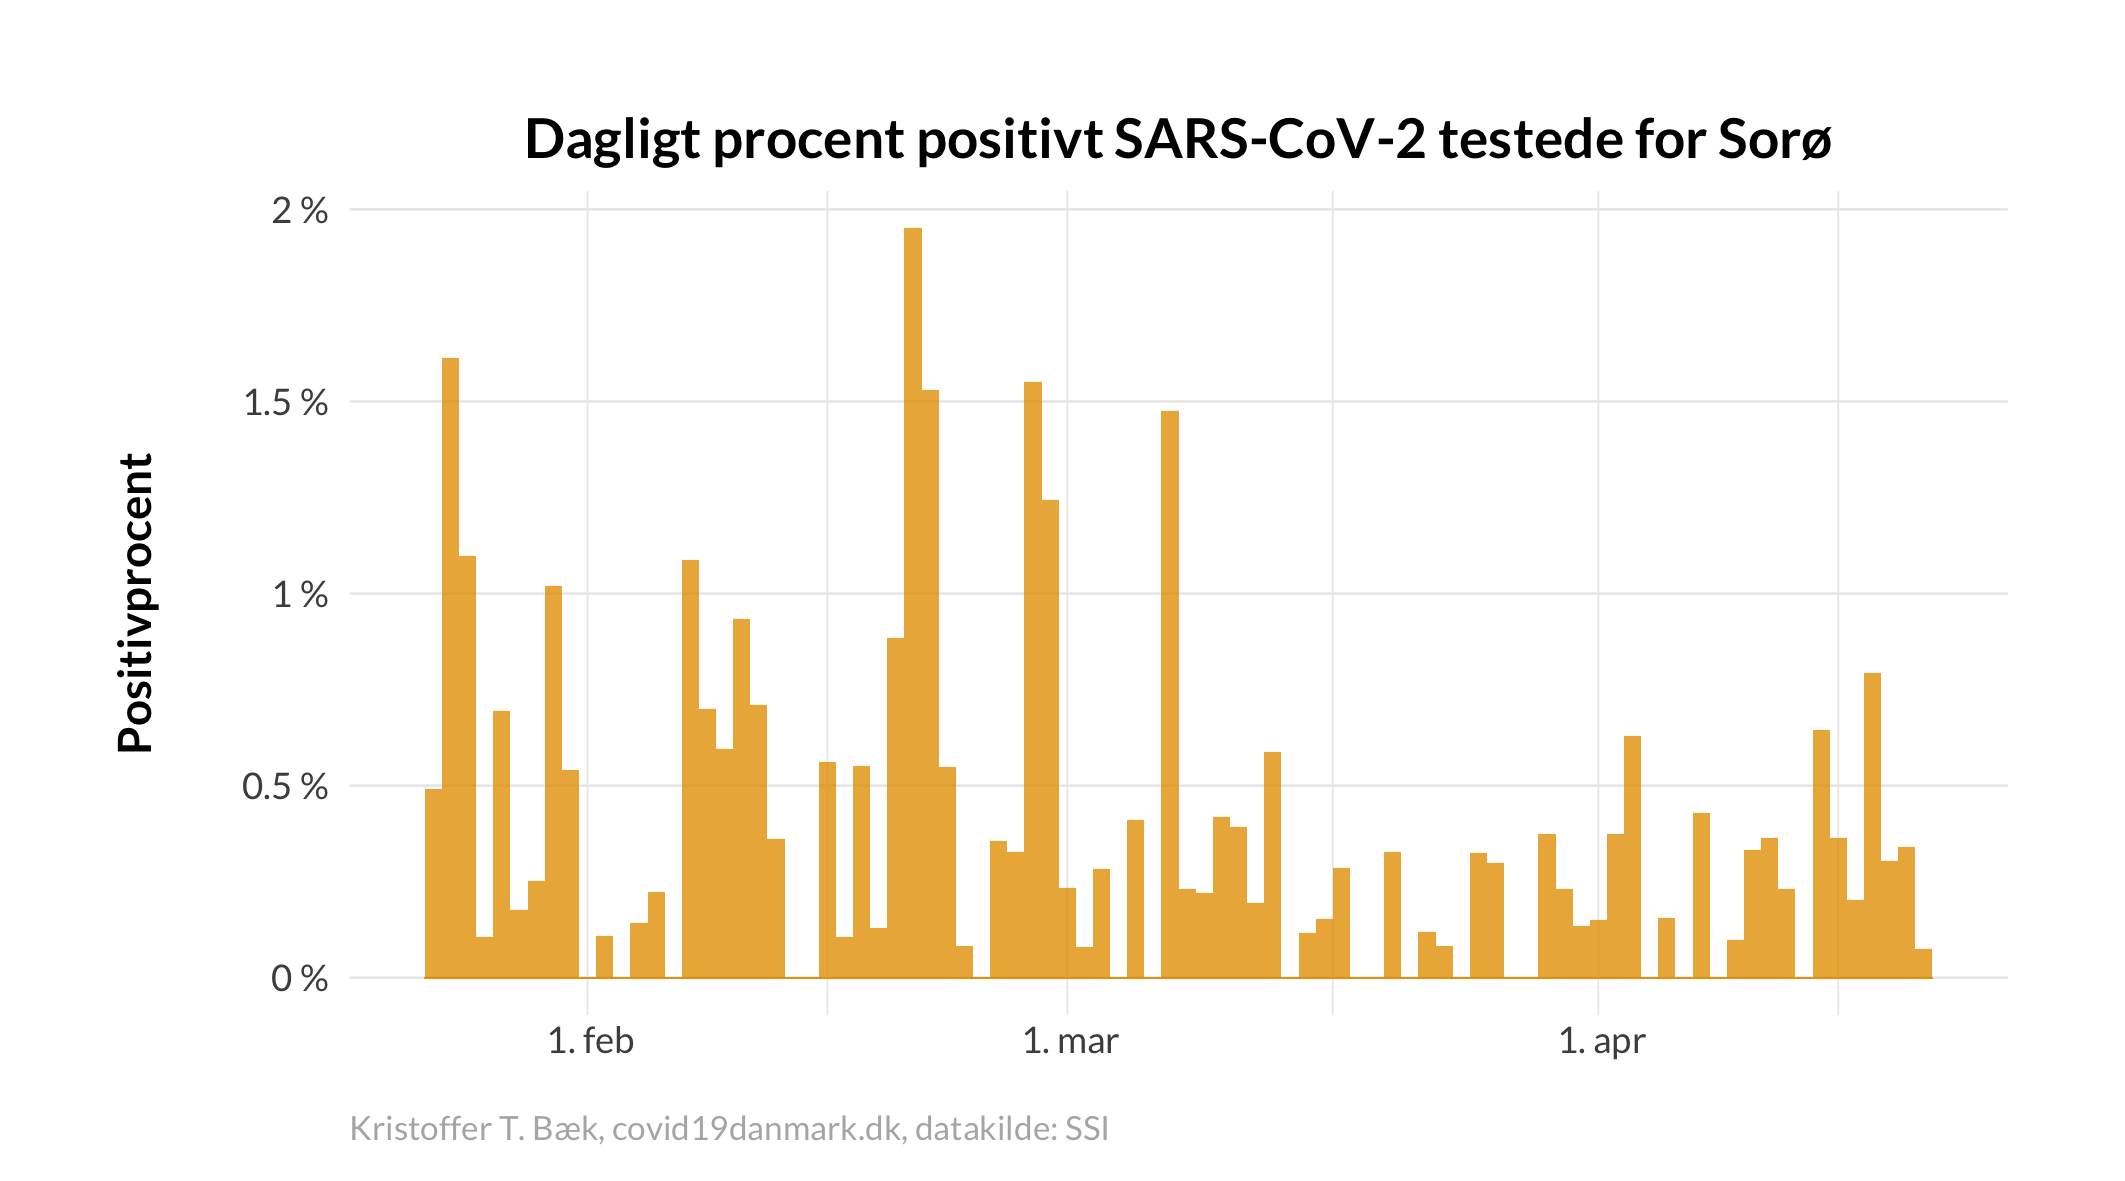 Dagligt procent positivt SARS-CoV-2 testede for Sorø
Positivprocent
2 %
1.5 %
1 %
0.5 %
0 %
1. feb
1. mar
1. apr
Kristoffer T. Bæk, covid19danmark.dk, datakilde: SSI